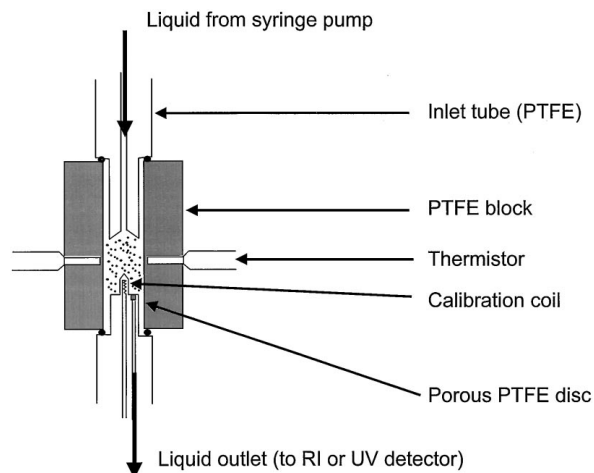 Liquid from syringe pump
Inlet tube (PTFE)
PTFE block
Thermistor
Calibration coil
Porous PTFE disc
Liquid outlet (to RI or UV detector)